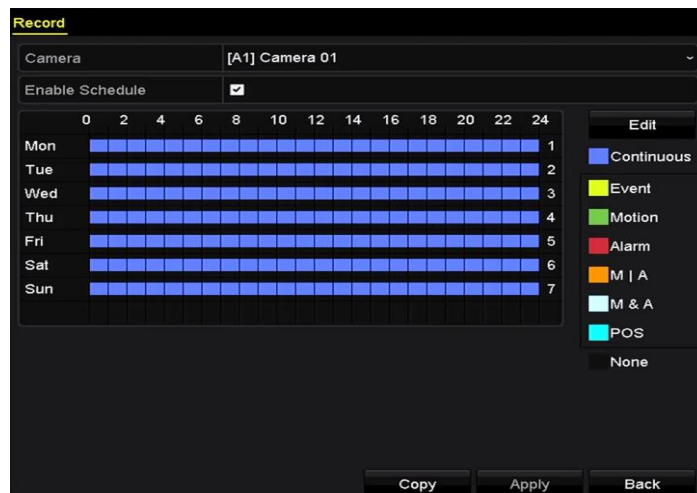 Record
Camera [A1] Camera 01
Enable Schedule
0 2 4 6 8 10 12 14 16 18 20 22 24 Edit
Mon 1
Continuous
Tue 2
Event
Wed 3
Thu 4 Motion
Fri 5
Alarm
Sat 6
M | A
Sun 7
M & A
POS
None
Copy Apply Back